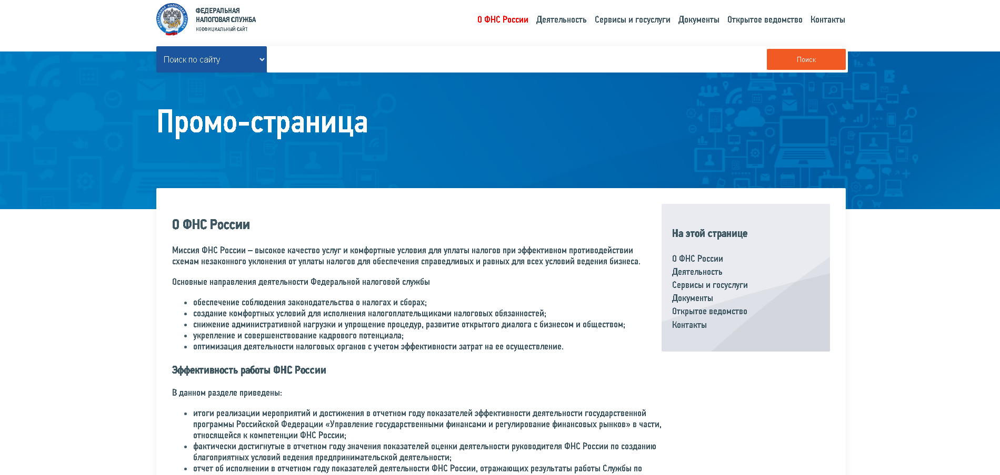 ФЕДЕРАЛЬНАЯ
НАЛОГОВАЯ СЛУЖБА
НЕОФИЦИАЛЬНЫЙ САЙТ
О ФНС России Деятельность Сервисы и госуслуги Документы Открытое ведомство Контакты
Поиск по сайту
Поиск
Промо-страница
О ФНС России
Миссия ФНС России – высокое качество услуг и комфортные условия для уплаты налогов при эффективном противодействии
схемам незаконного уклонения от уплаты налогов для обеспечения справедливых и равных для всех условий ведения бизнеса.
Основные направления деятельности Федеральной налоговой службы
• обеспечение соблюдения законодательства о налогах и сборах;
• создание комфортных условий для исполнения налогоплательщиками налоговых обязанностей;
• снижение административной нагрузки и упрощение процедур, развитие открытого диалога с бизнесом и обществом;
• укрепление и совершенствование кадрового потенциала;
• оптимизация деятельности налоговых органов с учетом эффективности затрат на ее осуществление.
Эффективность работы ФНС России
В данном разделе приведены:
• итоги реализации мероприятий и достижения в отчетном году показателей эффективности деятельности государственной
программы Российской Федерации «Управление государственными финансами и регулирование финансовых рынков» в части,
относящейся к компетенции ФНС России;
• фактически достигнутые в отчетном году значения показателей оценки деятельности руководителя ФНС России по созданию
благоприятных условий ведения предпринимательской деятельности;
• отчет об исполнении в отчетном году показателей деятельности ФНС России, отражающих результаты работы Службы по
На этой странице
О ФНС России
Деятельность
Сервисы и госуслуги
Документы
Открытое ведомство
Контакты